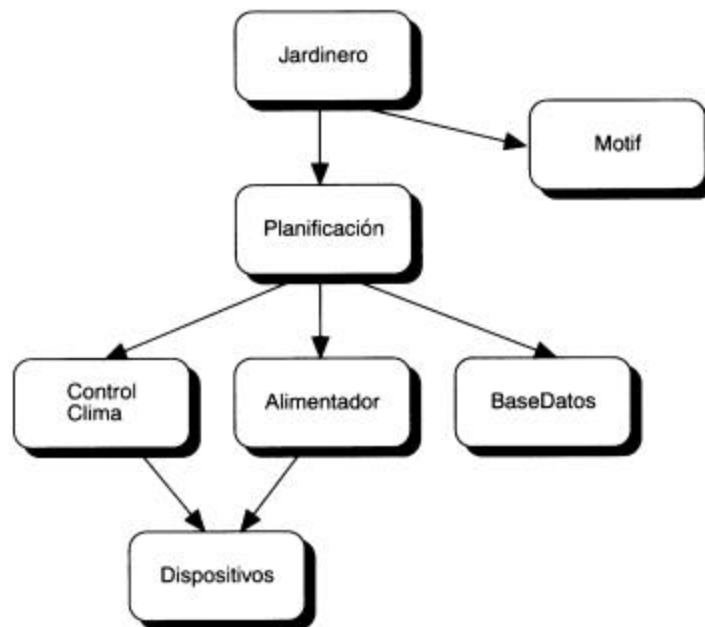 Jardinero
Motif
Planificación
Control
Clima
Alimentador
BaseDatos
Dispositivos